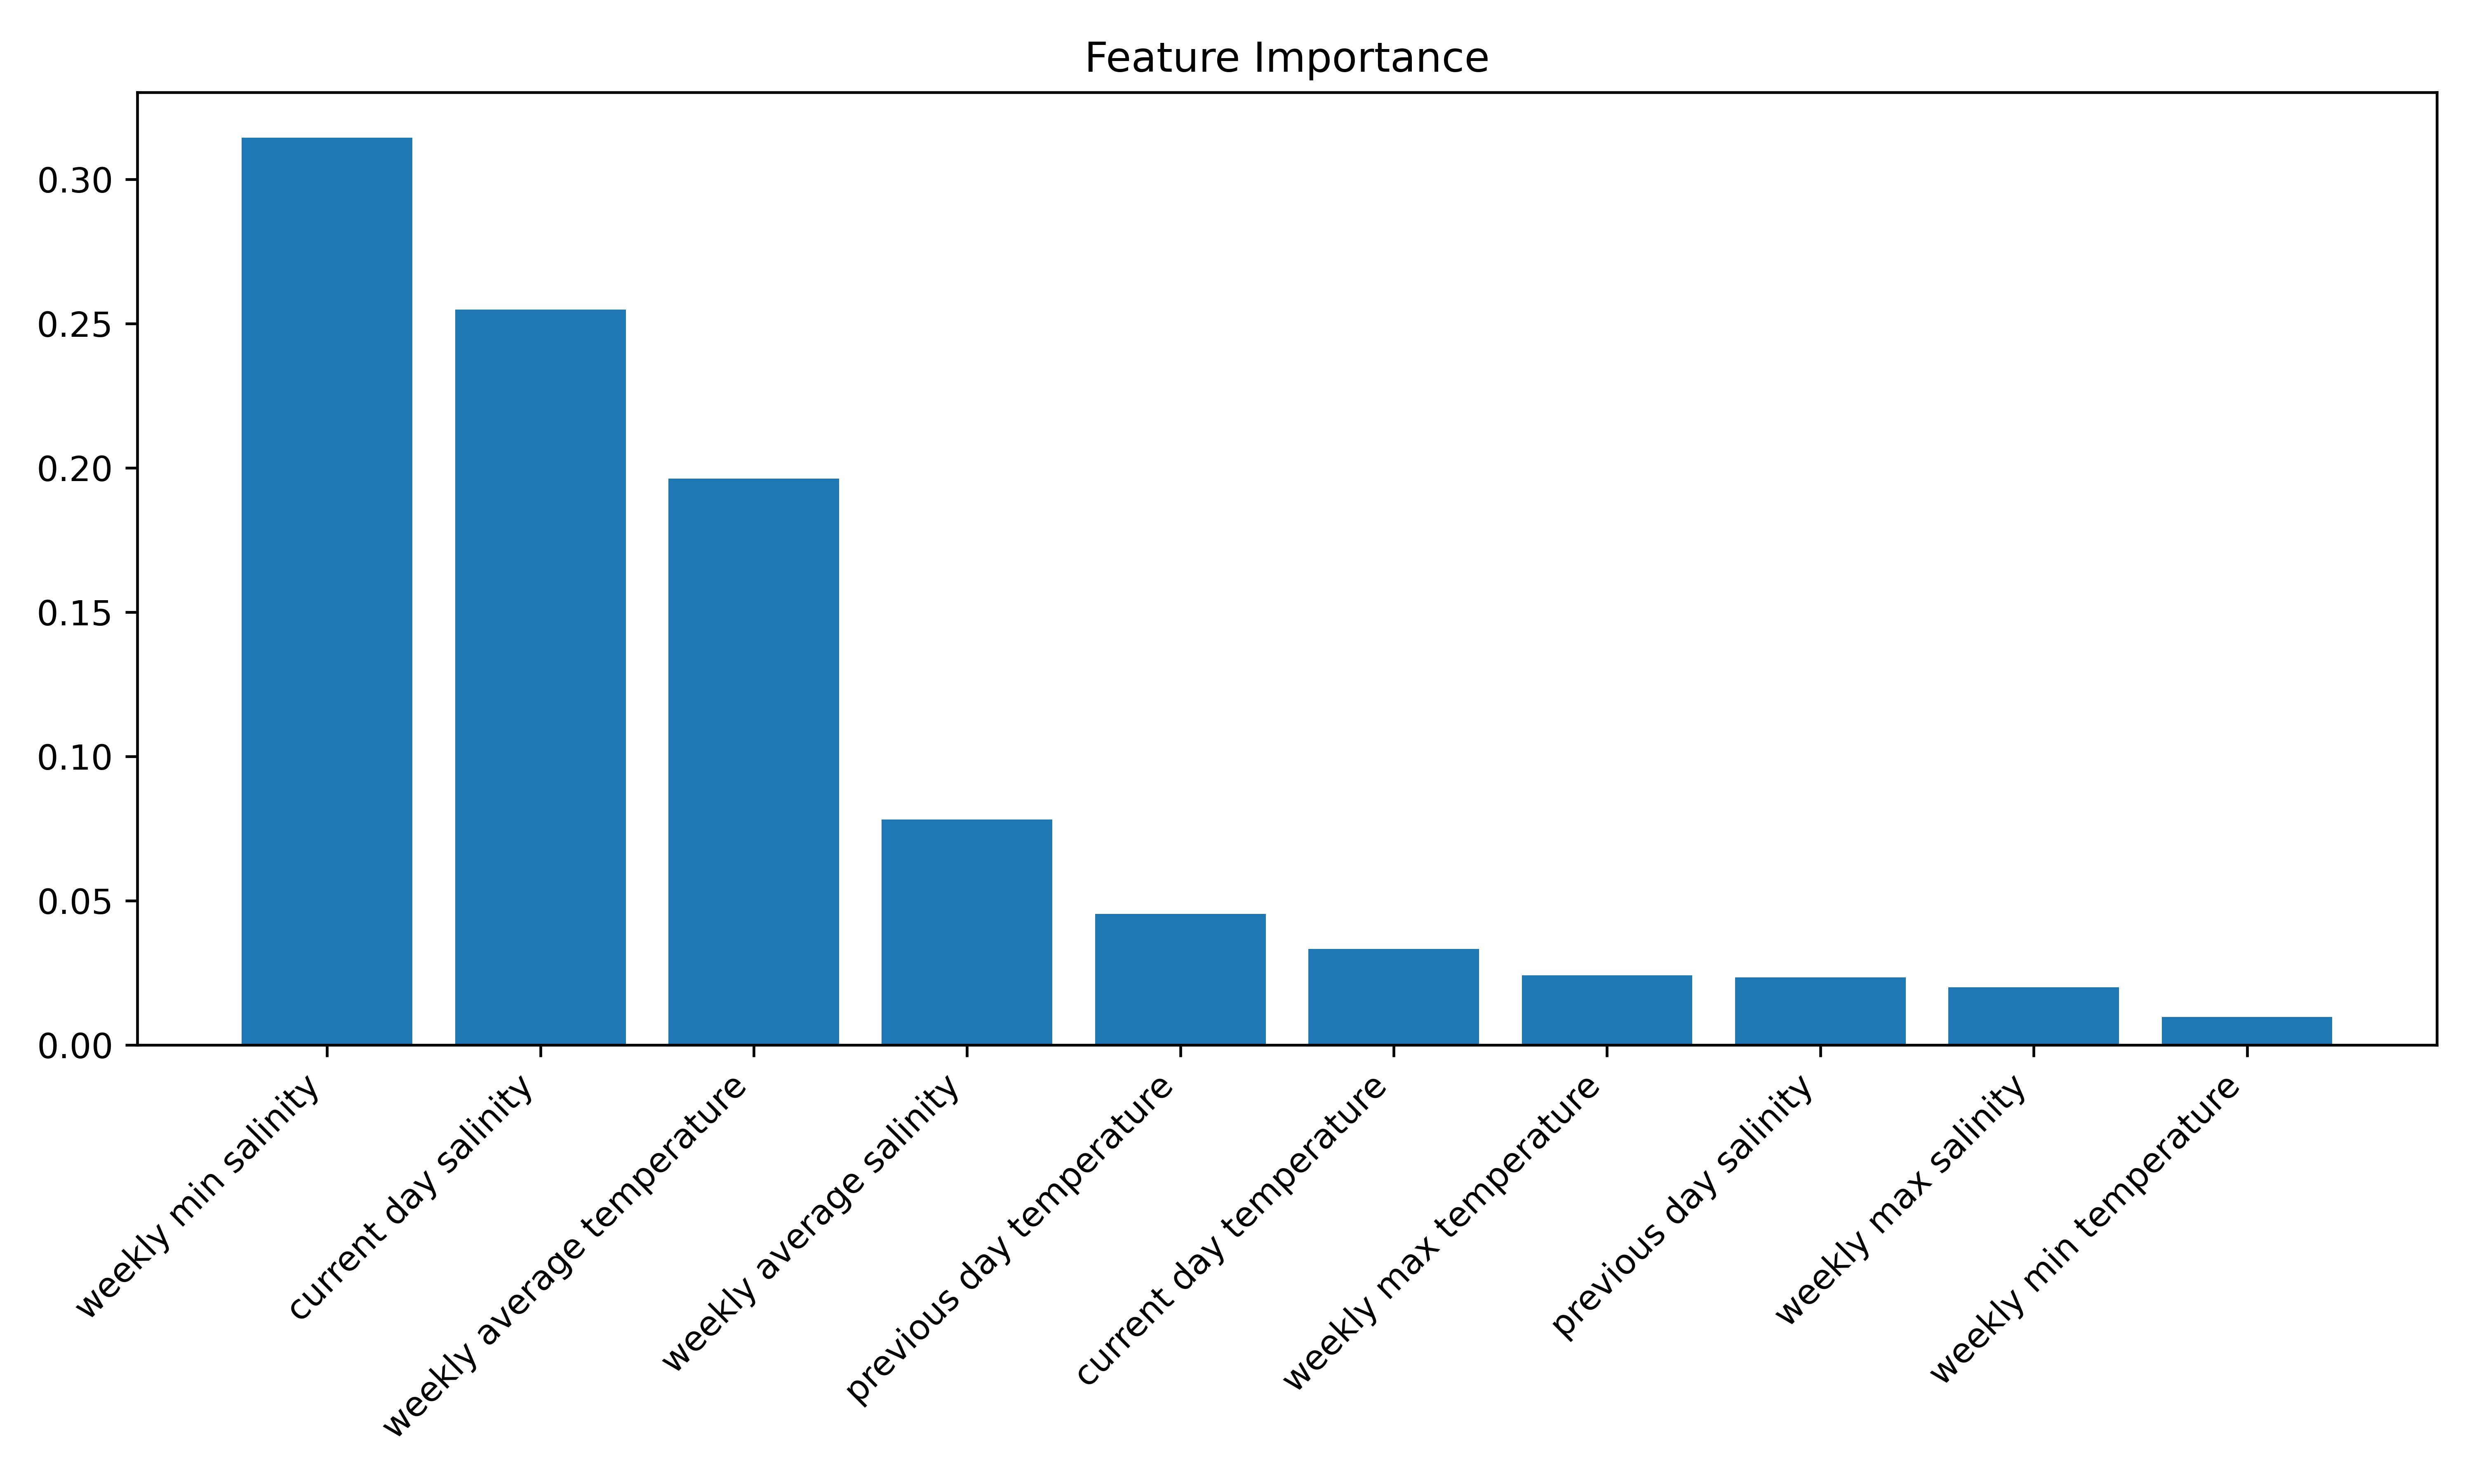 Feature Importance
0.30
0.25
0.20
0.15
0.10
0.05
0.00
weekly min salinity
current day salinity
weekly average temperature
weekly average salinity
previous day temperature
current day temperature
weekly max temperature
previous day salinity
weekly max salinity
weekly min temperature